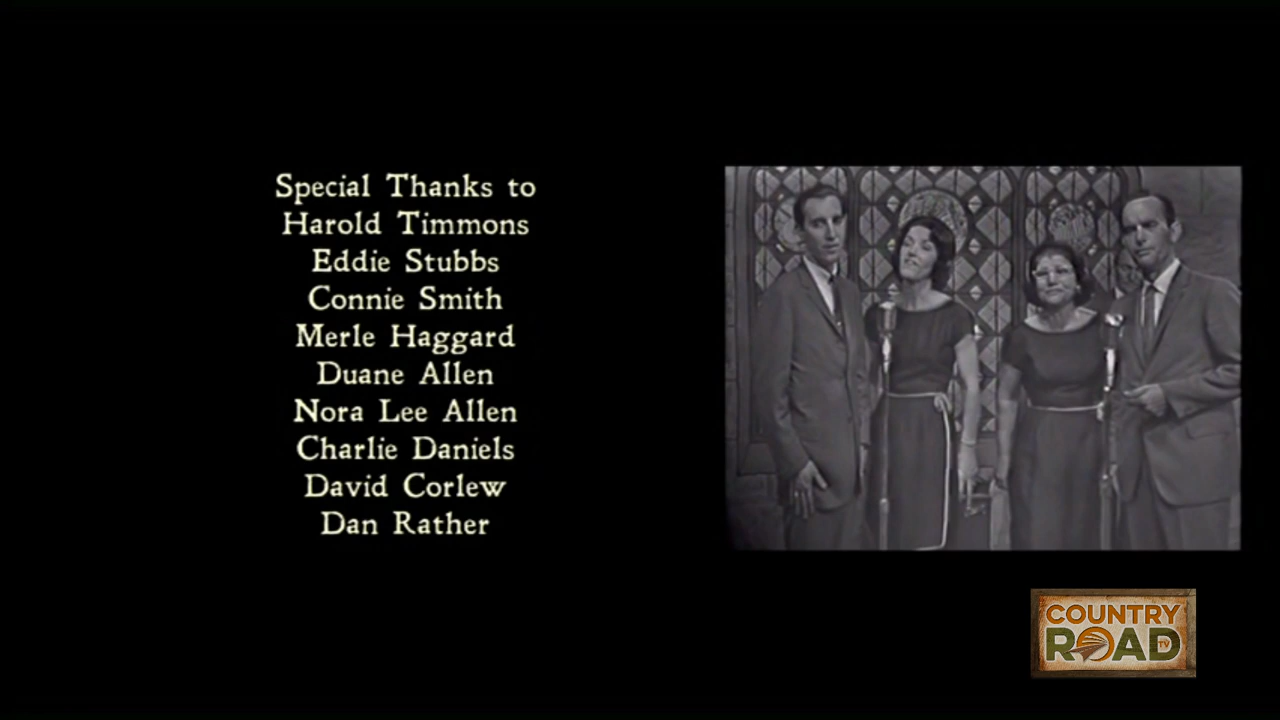 Special Thanks to
Harold Timmons
Eddie Stubbs
Connie Smith
Merle Haggard
Duane Allen
Nora Lee Allen
Charlie Daniels
David Corlew
Dan Rather
COUNTRY
ROAD TV